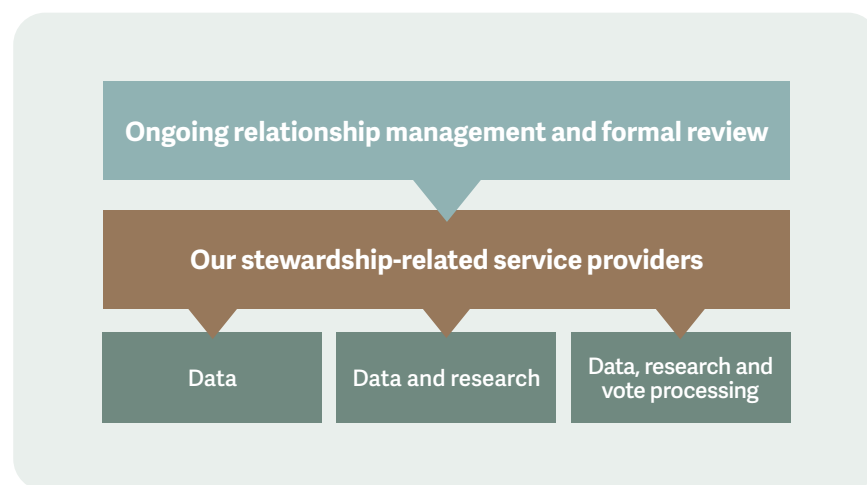 Ongoing relationship management and formal review
Our stewardship-related service providers
Data
Data and research
Data, research and
vote processing